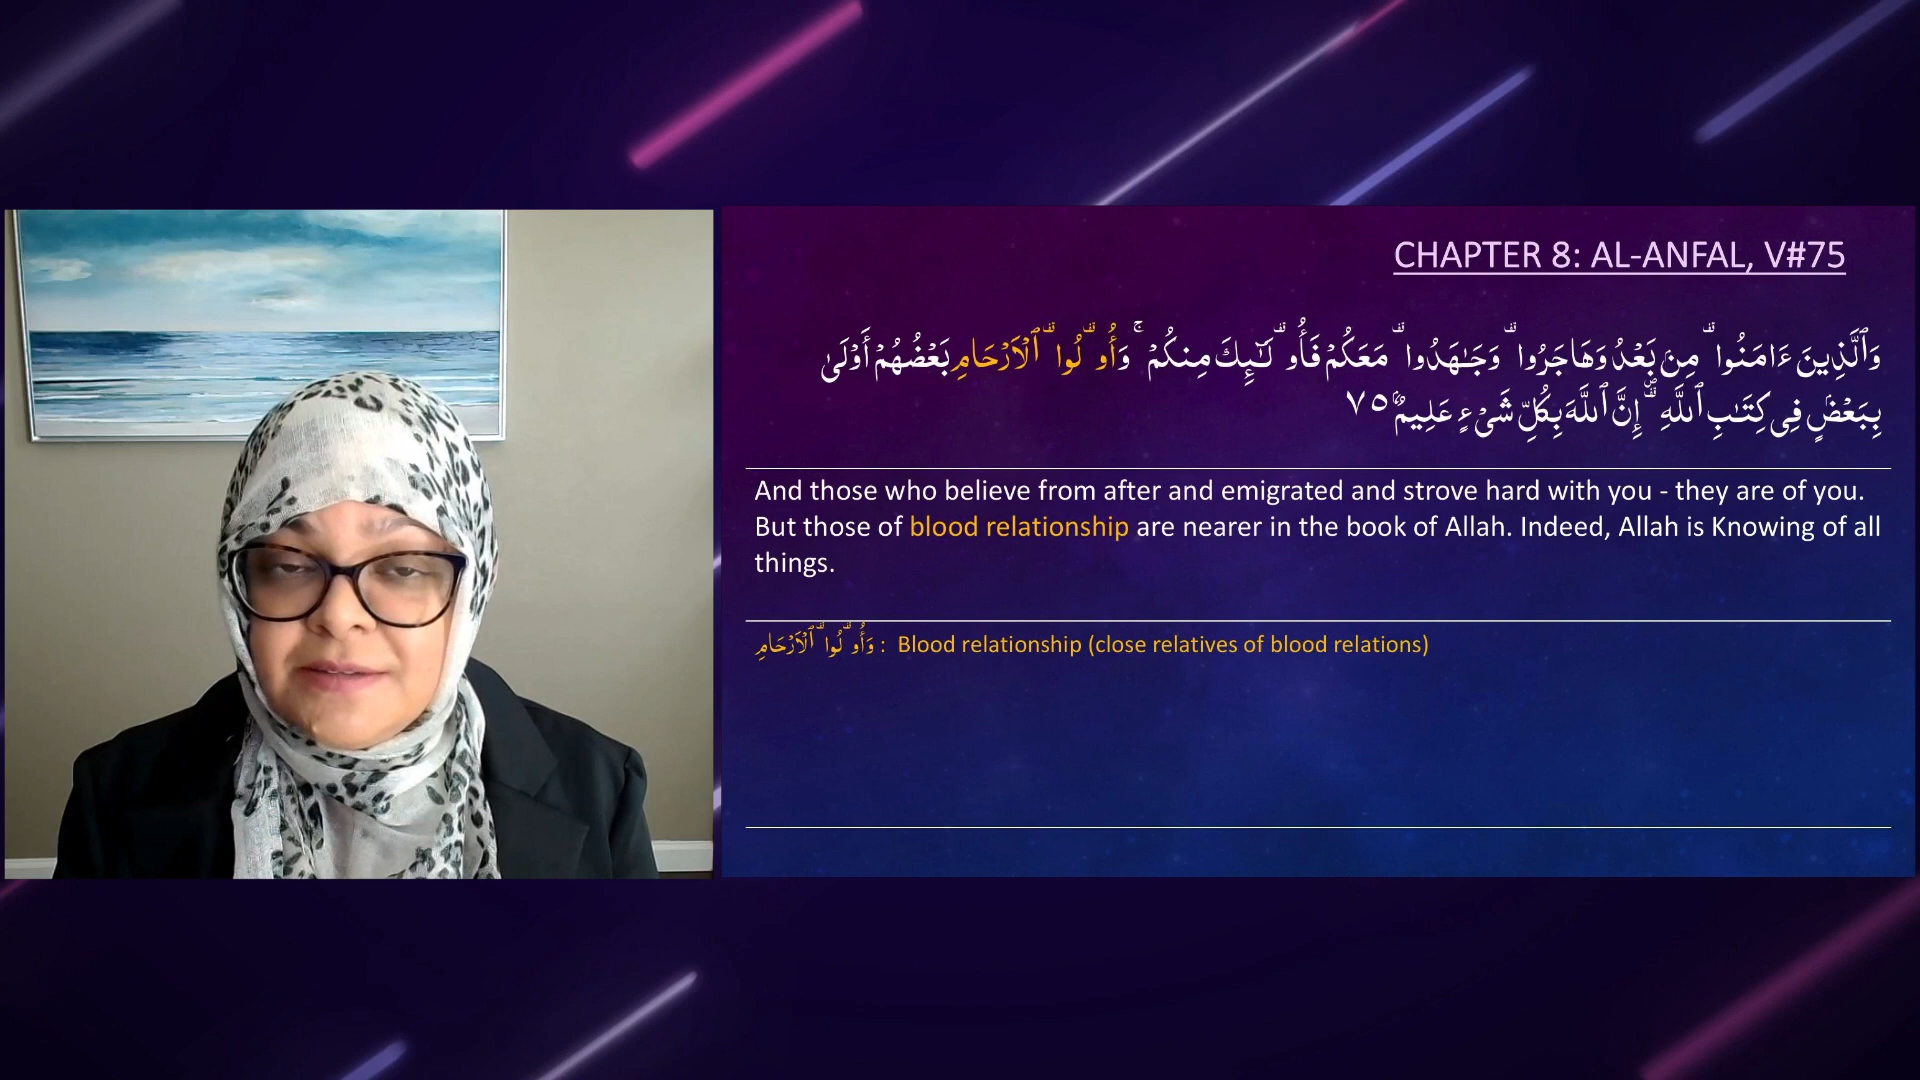 CHAPTER 8: AL-ANFAL, V#75
وَٱلَّذِينَ ءَامَنُوا۟ مِنۢ بَعْدُ وَهَاجَرُوا۟ وَجَـٰهَدُوا۟ مَعَكُمْ فَأُو۟لَـٰٓئِكَ مِنكُمْ ۚ وَأُو۟لُوا۟ ٱلْأَرْحَامِ بَعْضُهُمْ أَوْلَىٰ
بِبَعْضٍ فِى كِتَـٰبِ ٱللَّهِ ۗ إِنَّ ٱللَّهَ بِكُلِّ شَىْءٍ عَلِيمٌۢ ٧٥
And those who believe from after and emigrated and strove hard with you - they are of you.
But those of blood relationship are nearer in the book of Allah. Indeed, Allah is Knowing of all
things.
وَأُو۟لُوا۟ ٱلْأَرْحَامِ : Blood relationship (close relatives of blood relations)